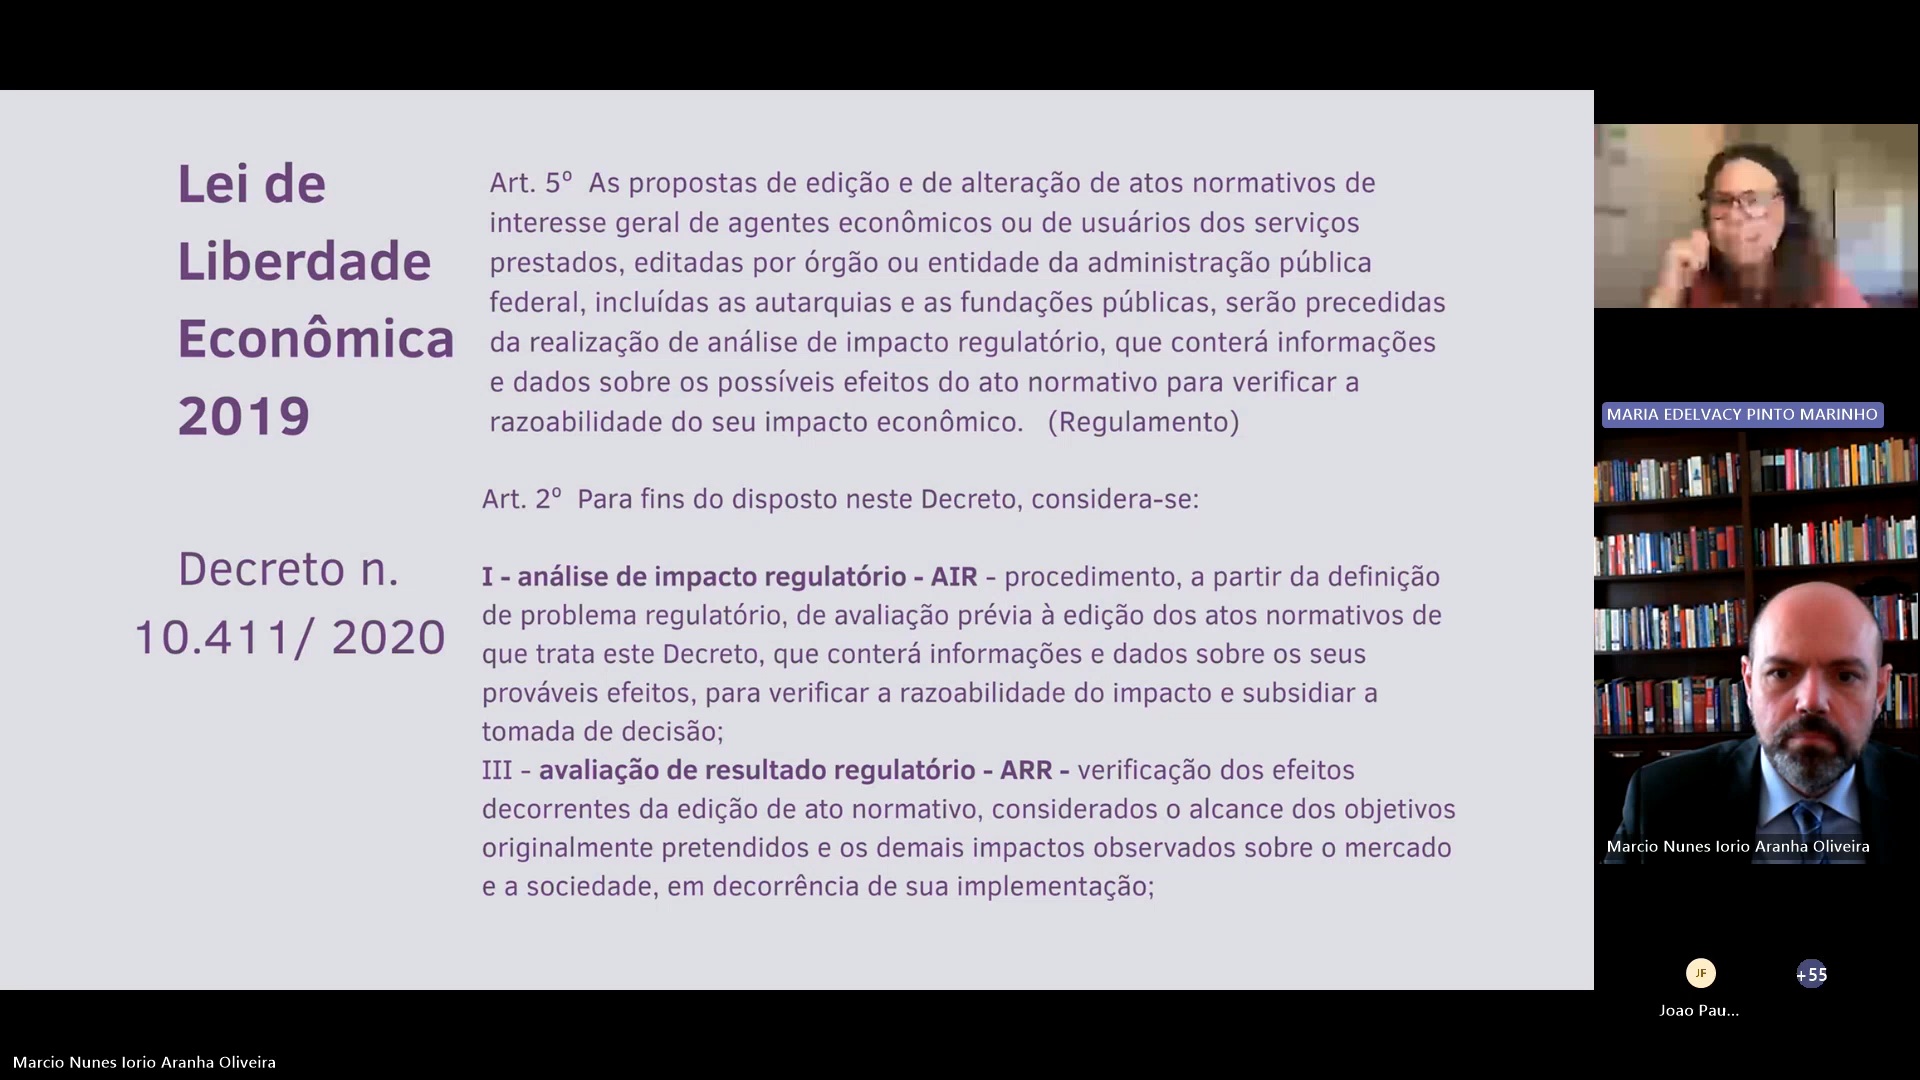 Lei de
Liberdade
Econômica
2019
Art. 5º  As propostas de edição e de alteração de atos normativos de
interesse geral de agentes econômicos ou de usuários dos serviços
prestados, editadas por órgão ou entidade da administração pública
federal, incluídas as autarquias e as fundações públicas, serão precedidas
da realização de análise de impacto regulatório, que conterá informações
e dados sobre os possíveis efeitos do ato normativo para verificar a
razoabilidade do seu impacto econômico.   (Regulamento)
Decreto n.
10.411/ 2020
Art. 2º  Para fins do disposto neste Decreto, considera-se:
I - análise de impacto regulatório - AIR - procedimento, a partir da definição
de problema regulatório, de avaliação prévia à edição dos atos normativos de
que trata este Decreto, que conterá informações e dados sobre os seus
prováveis efeitos, para verificar a razoabilidade do impacto e subsidiar a
tomada de decisão;
III - avaliação de resultado regulatório - ARR - verificação dos efeitos
decorrentes da edição de ato normativo, considerados o alcance dos objetivos
originalmente pretendidos e os demais impactos observados sobre o mercado
e a sociedade, em decorrência de sua implementação;
MARIA EDELVACY PINTO MARINHO
Marcio Nunes Iorio Aranha Oliveira
JF
+55
Joao Pau...
Marcio Nunes Iorio Aranha Oliveira